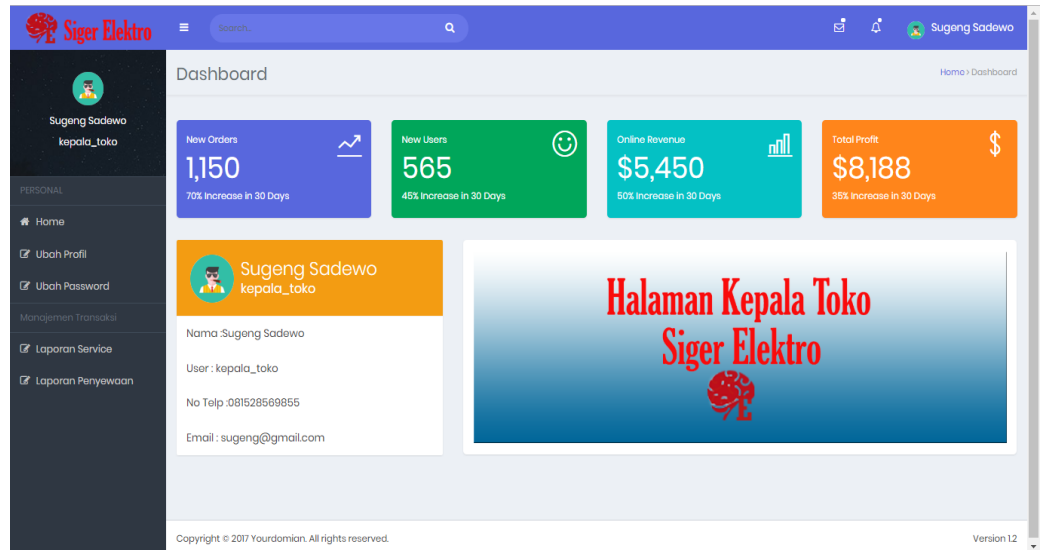 Siger Elektro
Search..
Sugeng Sadewo
Sugeng Sadewo
kepala_toko
PERSONAL
Home
Ubah Profil
Ubah Password
Manajemen Transaksi
Laporan Service
Laporan Penyewaan
Dashboard
Home > Dashboard
New Orders
1,150
70% Increase in 30 Days
New Users
565
45% Increase in 30 Days
Online Revenue
$5,450
50% Increase in 30 Days
Total Profit
$8,188
35% Increase in 30 Days
Sugeng Sadewo
kepala_toko
Nama :Sugeng Sadewo
User : kepala_toko
No Telp :081528569855
Email : sugeng@gmail.com
Halaman Kepala Toko
Siger Elektro
Copyright © 2017 Yourdomian. All rights reserved.
Version 1.2